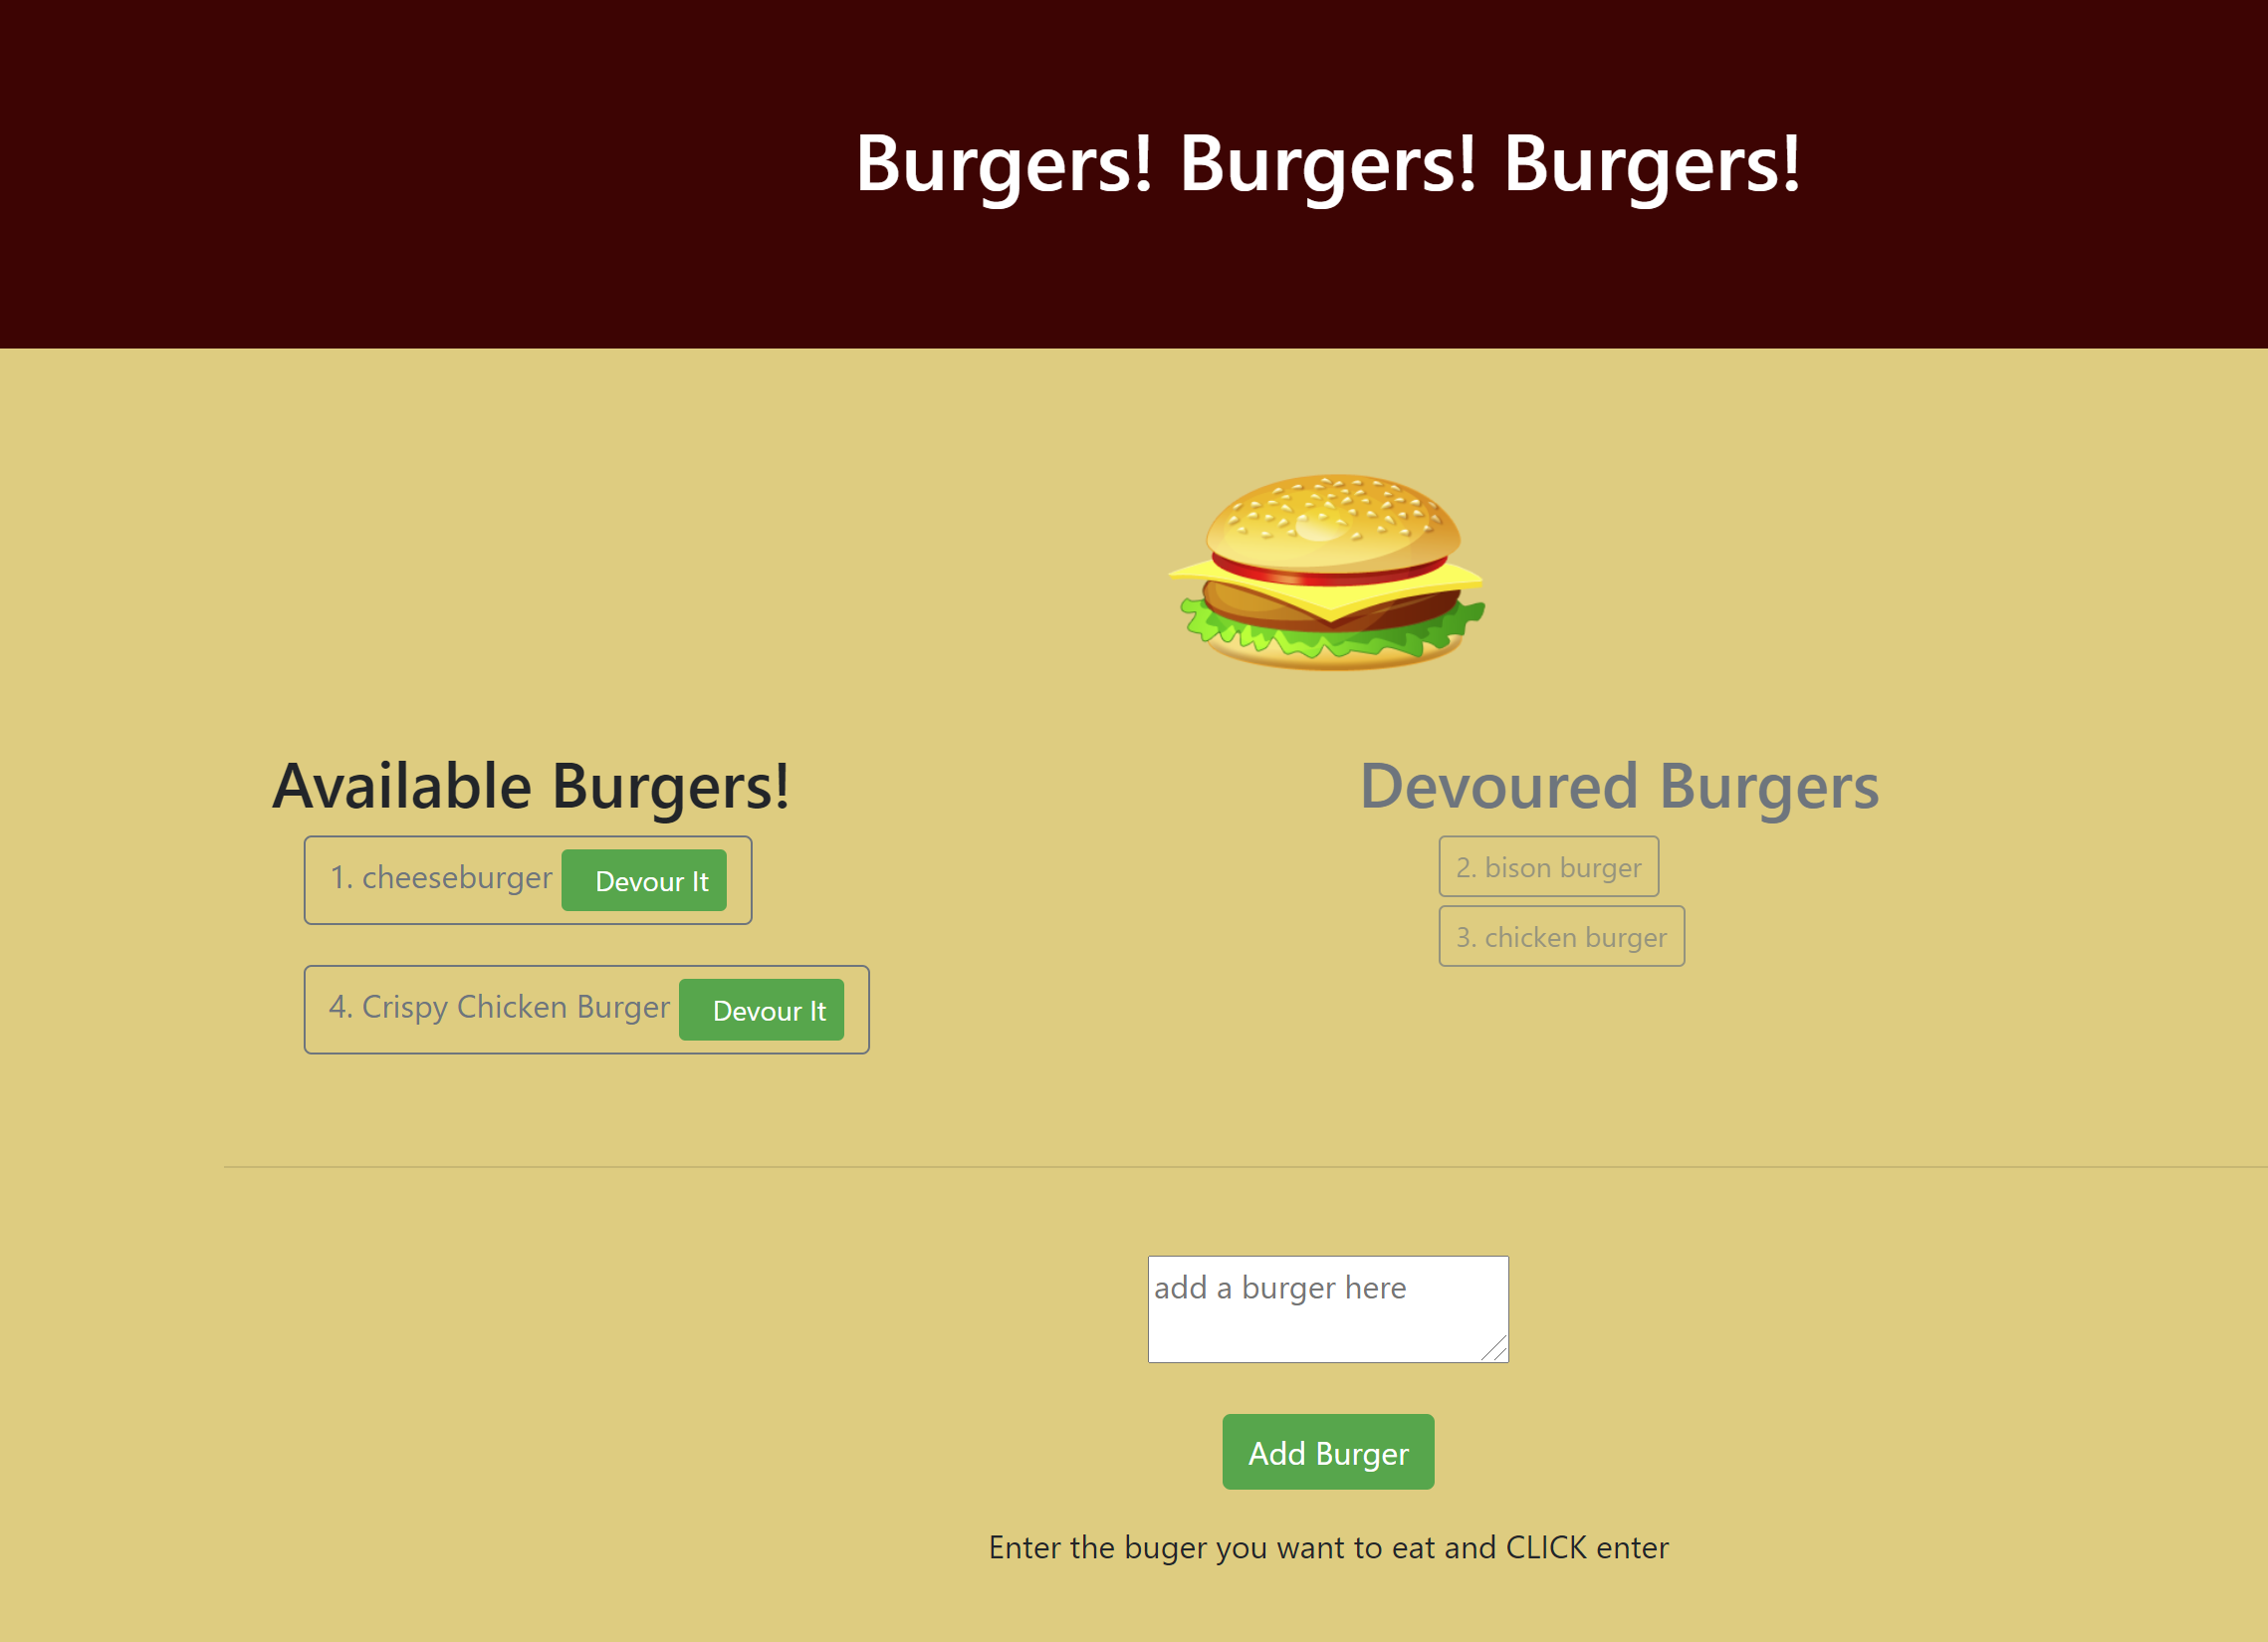 Burgers! Burgers! Burgers!
Available Burgers!
1. cheeseburger Devour It
4. Crispy Chicken Burger Devour It
Devoured Burgers
2. bison burger
3. chicken burger
add a burger here
Add Burger
Enter the buger you want to eat and CLICK enter